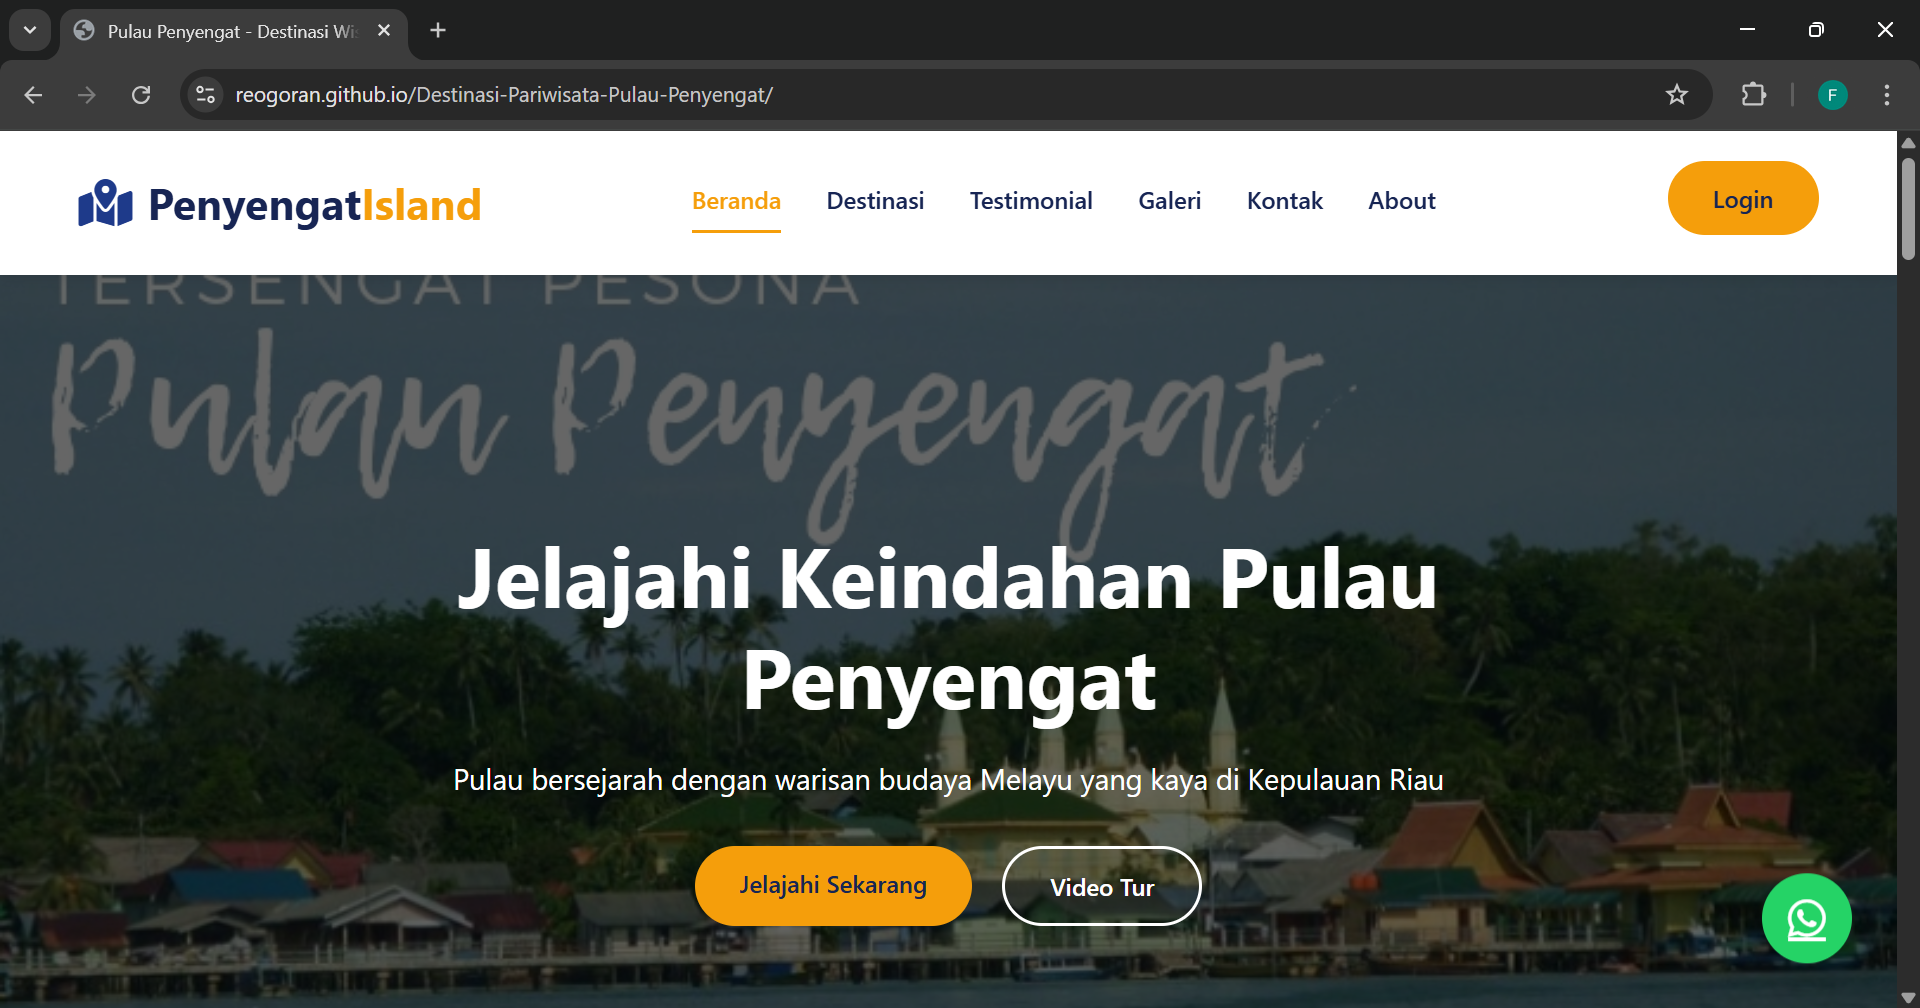 Pulau Penyengat - Destinasi Wis
reogoran.github.io/Destinasi-Pariwisata-Pulau-Penyengat/
F
PenyengatIsland
Beranda
Destinasi
Testimonial
Galeri
Kontak
About
Login
TERSENGAT PESONA
Pulau Penyengat
Jelajahi Keindahan Pulau
Penyengat
Pulau bersejarah dengan warisan budaya Melayu yang kaya di Kepulauan Riau
Jelajahi Sekarang
Video Tur